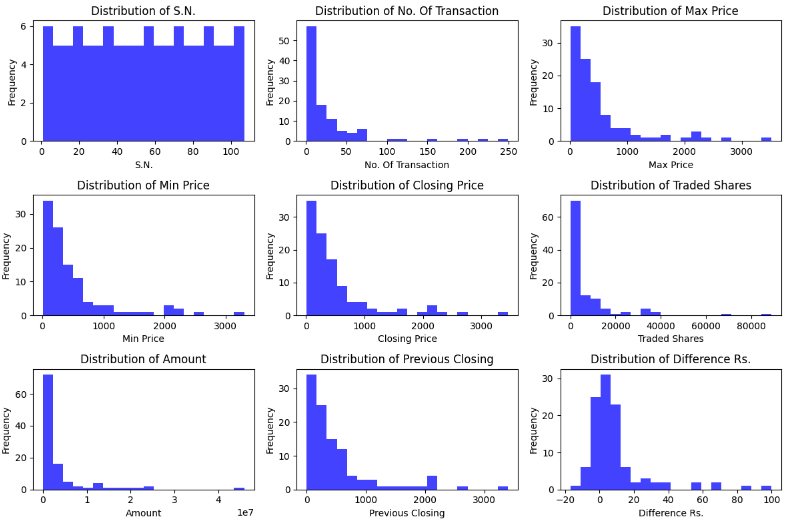 Distribution of S.N.
Frequency
6
4
2
0
0 20 40 60 80 100
S.N.
Distribution of No. Of Transaction
Frequency
50
40
30
20
10
0
0 50 100 150 200 250
No. Of Transaction
Distribution of Max Price
Frequency
30
20
10
0
0 1000 2000 3000
Max Price
Distribution of Min Price
Frequency
30
20
10
0
0 1000 2000 3000
Min Price
Distribution of Closing Price
Frequency
30
20
10
0
0 1000 2000 3000
Closing Price
Distribution of Traded Shares
Frequency
60
40
20
0
0 20000 40000 60000 80000
Traded Shares
Distribution of Amount
Frequency
60
40
20
0
0 1 2 3 4
Amount
1e7
Distribution of Previous Closing
Frequency
30
20
10
0
0 1000 2000 3000
Previous Closing
Distribution of Difference Rs.
Frequency
30
20
10
0
−20 0 20 40 60 80 100
Difference Rs.